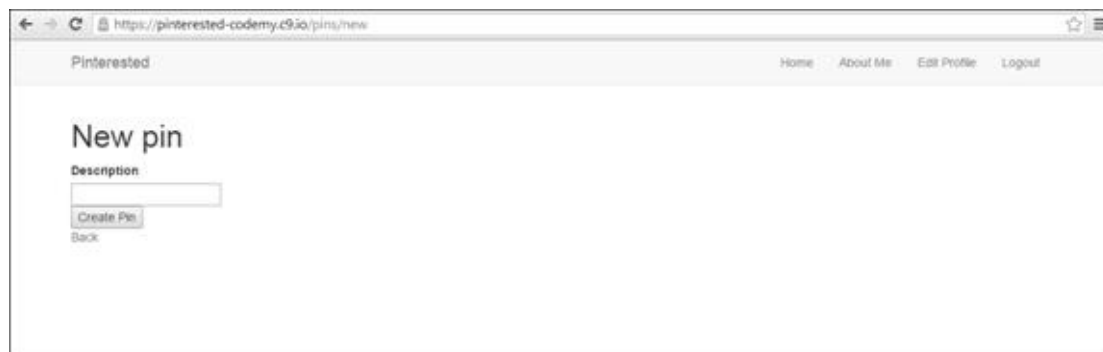 https://pinterested-codemy.c9.io/pins/new
Pinterested Home About Me Edit Profile Logout
New pin
Description
Create Pin
Back